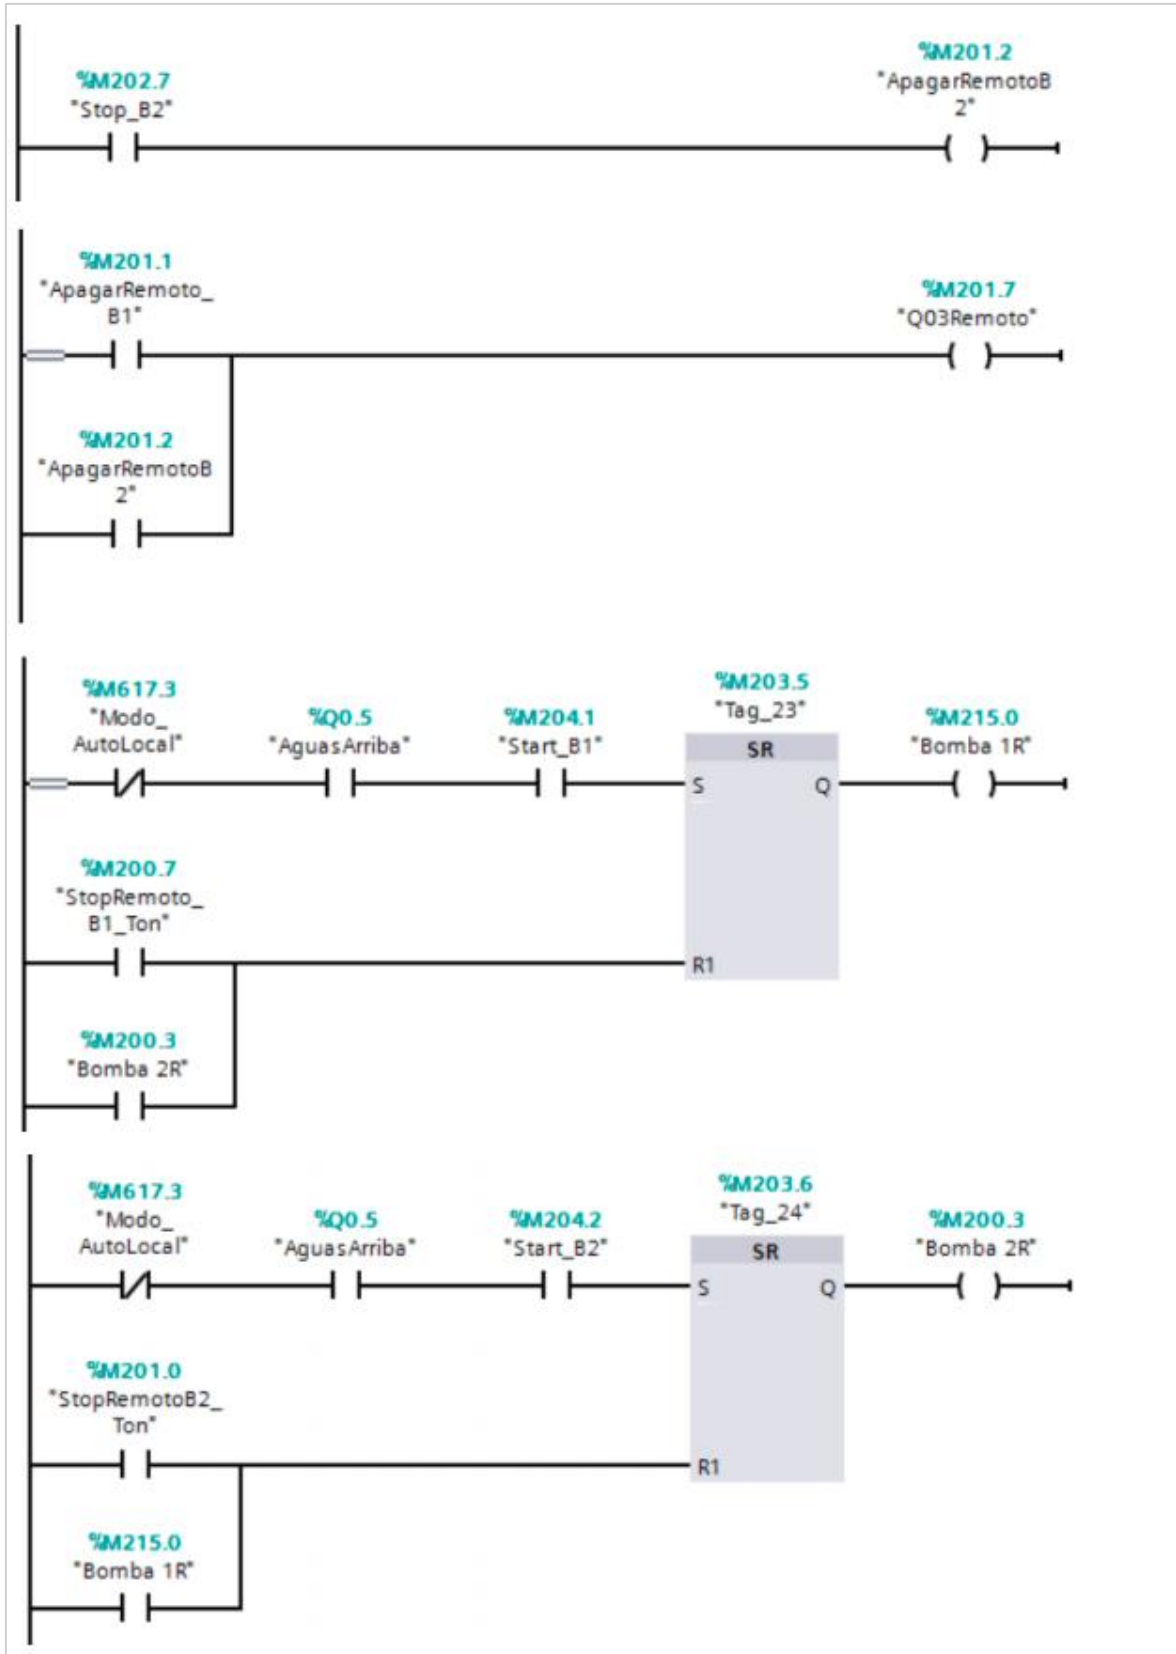 %M202.7
"Stop_B2"
%M201.2
"ApagarRemotoB
2"
%M201.1
"ApagarRemoto_
B1"
%M201.7
"Q03Remoto"
%M201.2
"ApagarRemotoB
2"
%M617.3
"Modo_
AutoLocal"
%Q0.5
"AguasArriba"
%M204.1
"Start_B1"
%M203.5
"Tag_23"
SR
S
Q
R1
%M215.0
"Bomba 1R"
%M200.7
"StopRemoto_
B1_Ton"
%M200.3
"Bomba 2R"
%M617.3
"Modo_
AutoLocal"
%Q0.5
"AguasArriba"
%M204.2
"Start_B2"
%M203.6
"Tag_24"
SR
S
Q
R1
%M200.3
"Bomba 2R"
%M201.0
"StopRemotoB2_
Ton"
%M215.0
"Bomba 1R"